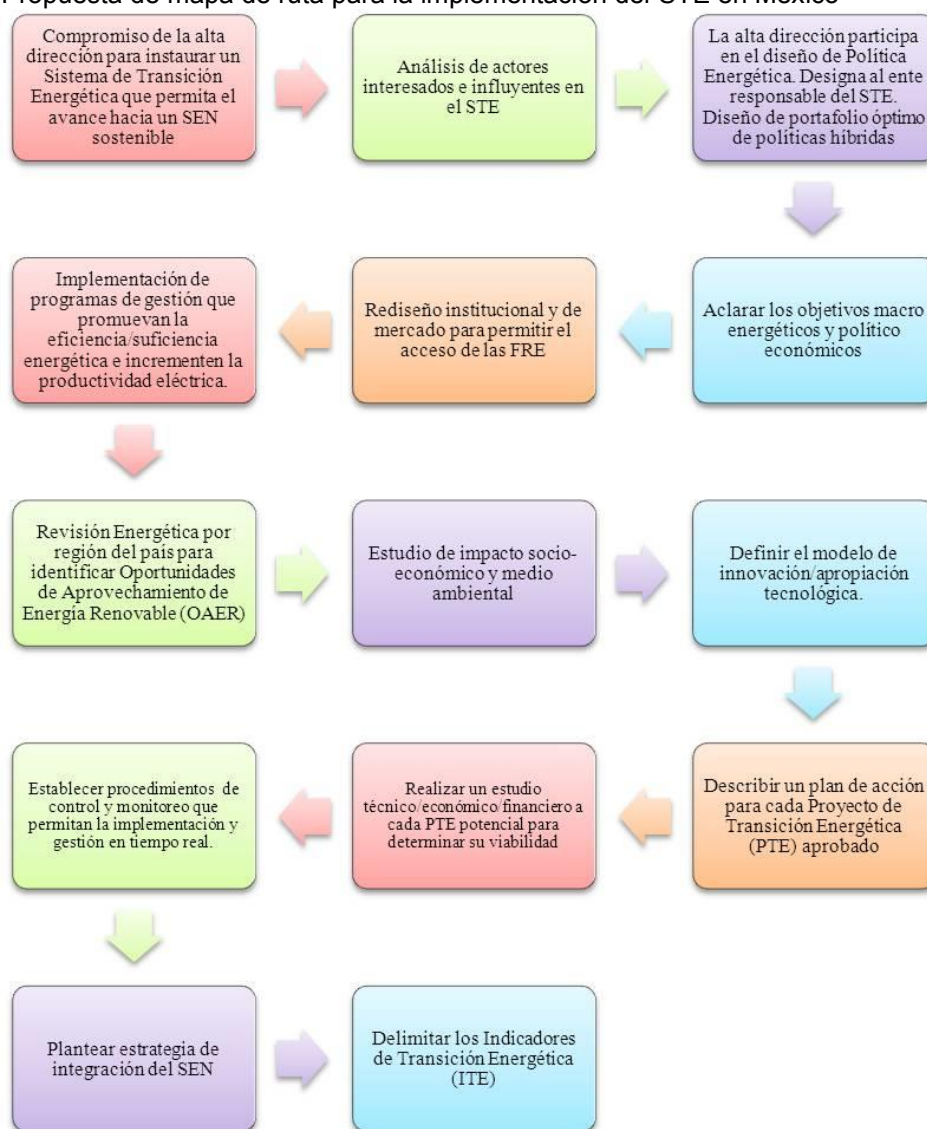 Propuesta de mapa de ruta para la implementación del STE en México
Compromiso de la alta
dirección para instaurar un
Sistema de Transición
Energética que permita el
avance hacia un SEN
sostenible
Análisis de actores
interesados e influyentes en
el STE
La alta dirección participa
en el diseño de Política
Energética. Designa al ente
responsable del STE.
Diseño de portafolio óptimo
de políticas híbridas
Aclarar los objetivos macro
energéticos y político
económicos
Rediseño institucional y de
mercado para permitir el
acceso de las FRE
Implementación de
programas de gestión que
promuevan la
eficiencia/suficiencia
energética e incrementen la
productividad eléctrica.
Revisión Energética por
región del país para
identificar Oportunidades
de Aprovechamiento de
Energía Renovable (OAER)
Estudio de impacto socio-
económico y medio
ambiental
Definir el modelo de
innovación/apropiación
tecnológica.
Describir un plan de acción
para cada Proyecto de
Transición Energética
(PTE) aprobado
Realizar un estudio
técnico/económico/financiero a
cada PTE potencial para
determinar su viabilidad
Establecer procedimientos de
control y monitoreo que
permitan la implementación y
gestión en tiempo real.
Plantear estrategia de
integración del SEN
Delimitar los Indicadores
de Transición Energética
(ITE)